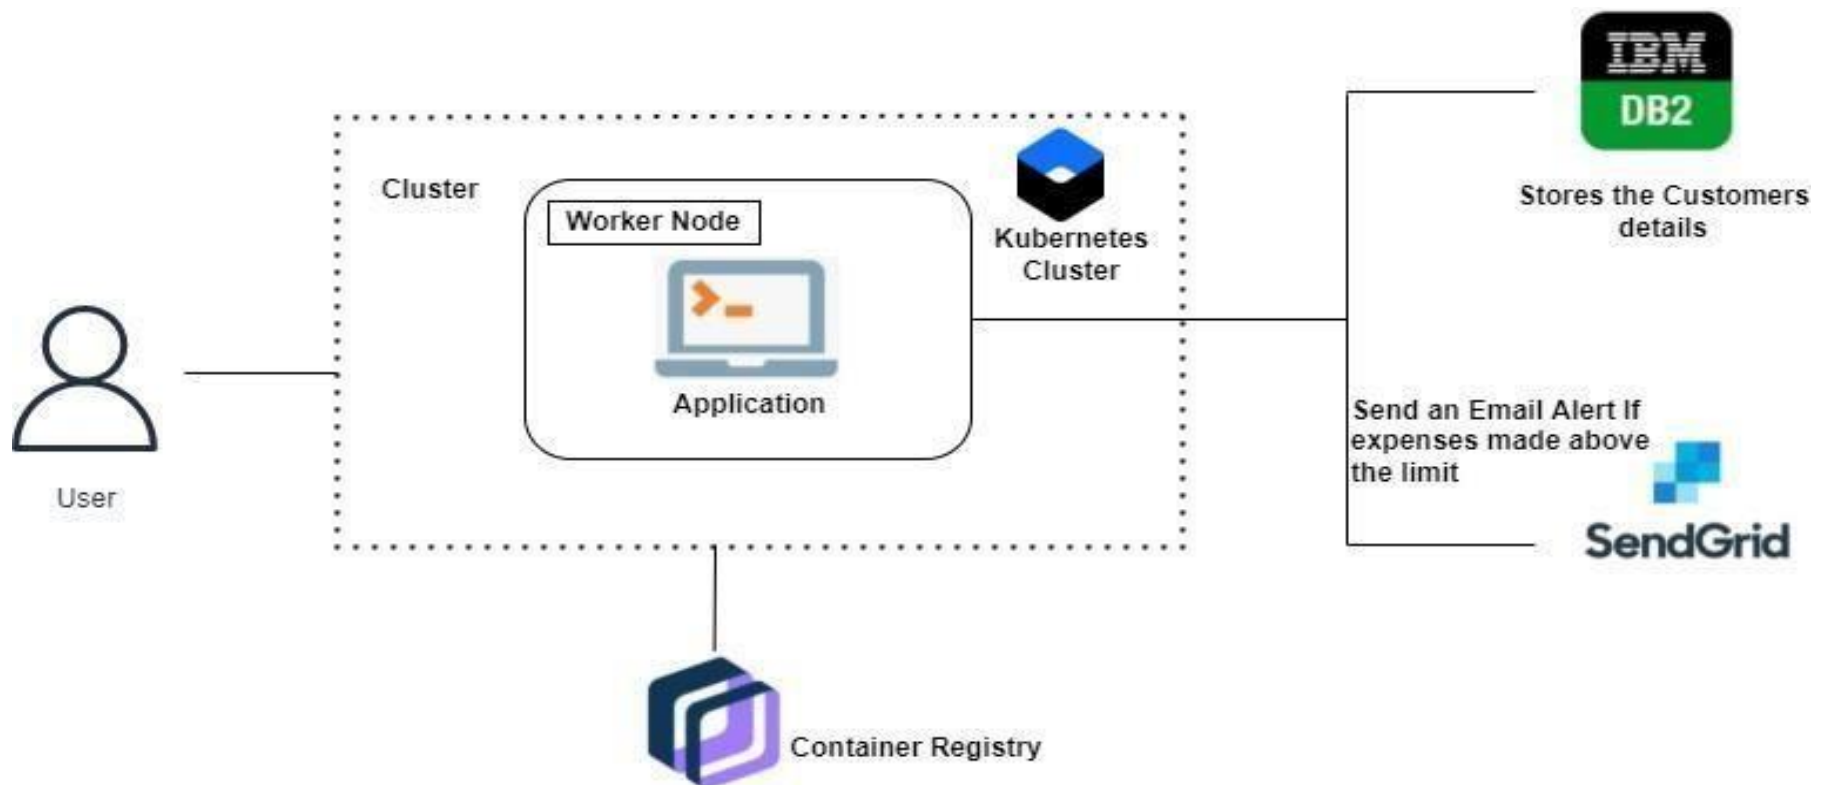 IBM
DB2
Stores the Customers
details
Cluster
Worker Node
Kubernetes
Cluster
Application
User
Send an Email Alert If
expenses made above
the limit
SendGrid
Container Registry